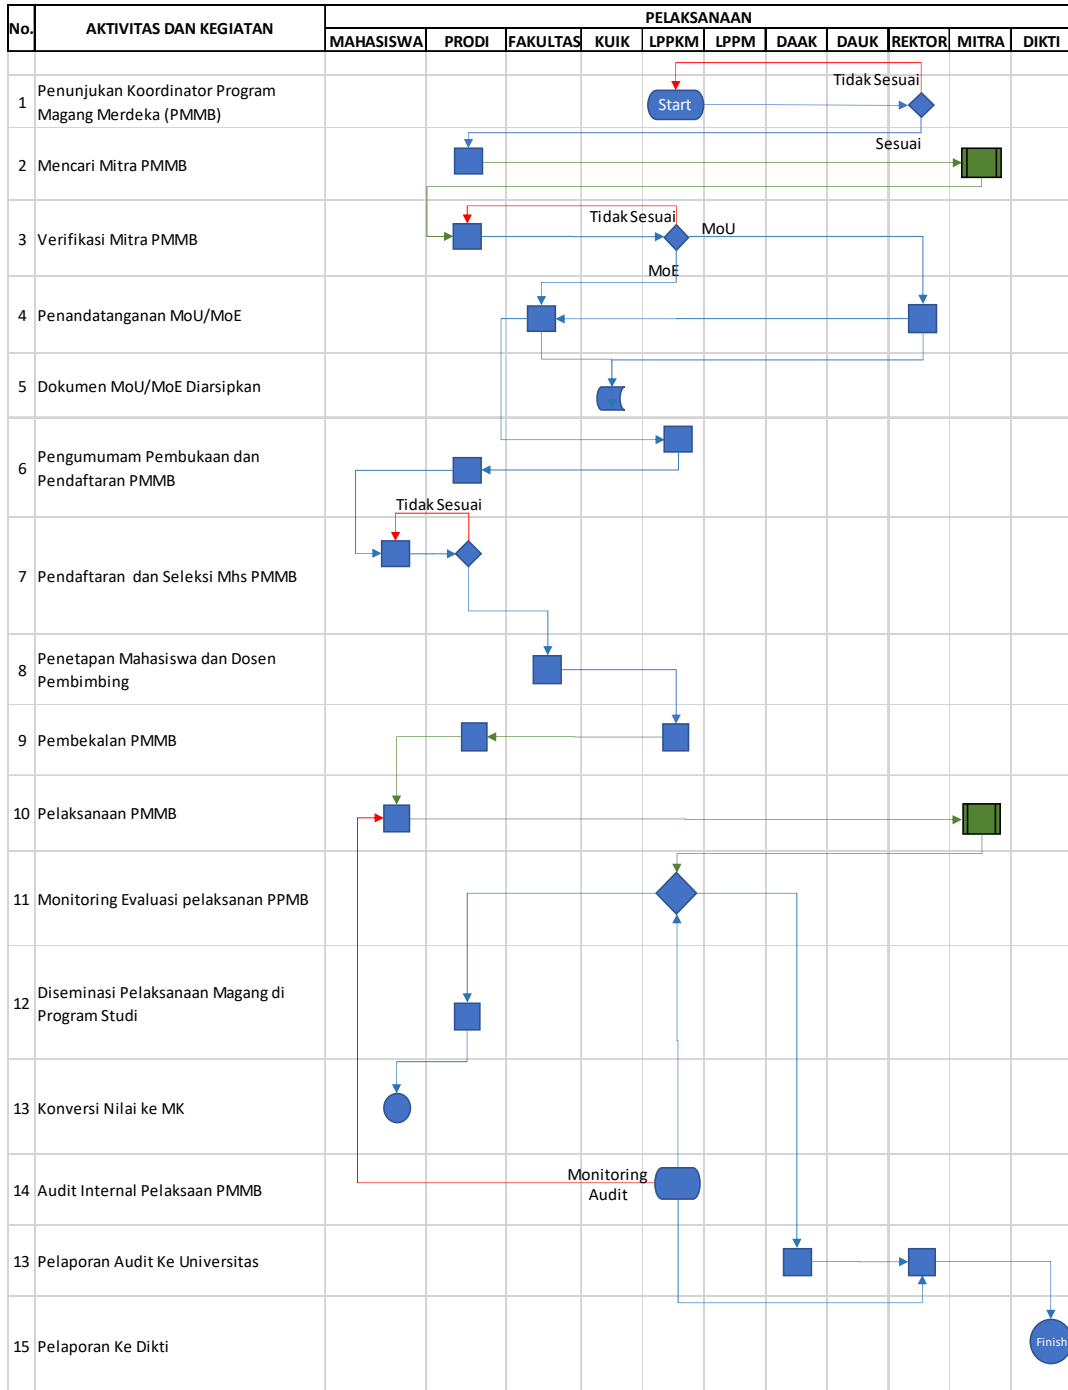 No.
AKTIVITAS DAN KEGIATAN
PELAKSANAAN
MAHASISWA PRODI FAKULTAS KUIK LPPKM LPPM DAAK DAUK REKTOR MITRA DIKTI
Tidak Sesuai
1 Penunjukan Koordinator Program
Magang Merdeka (PMMB)
Start
Sesuai
2 Mencari Mitra PMMB
Tidak Sesuai
MoU
3 Verifikasi Mitra PMMB
MoE
4 Penandatanganan MoU/MoE
5 Dokumen MoU/MoE Diarsipkan
6 Pengumumam Pembukaan dan
Pendaftaran PMMB
Tidak Sesuai
7 Pendaftaran dan Seleksi Mhs PMMB
8 Penetapan Mahasiswa dan Dosen
Pembimbing
9 Pembekalan PMMB
10 Pelaksanaan PMMB
11 Monitoring Evaluasi pelaksanan PPMB
12 Diseminasi Pelaksanaan Magang di
Program Studi
13 Konversi Nilai ke MK
Monitoring
Audit
14 Audit Internal Pelaksaan PMMB
13 Pelaporan Audit Ke Universitas
15 Pelaporan Ke Dikti
Finish